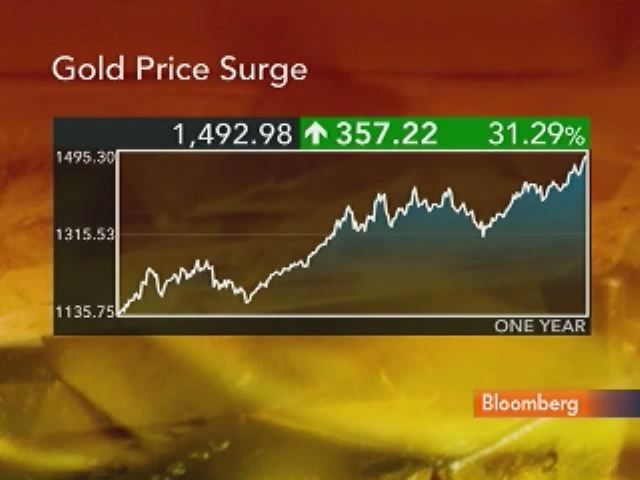 Gold Price Surge
1,492.98 ↑ 357.22 31.29%
1495.30
1315.53
1135.75
ONE YEAR
Bloomberg